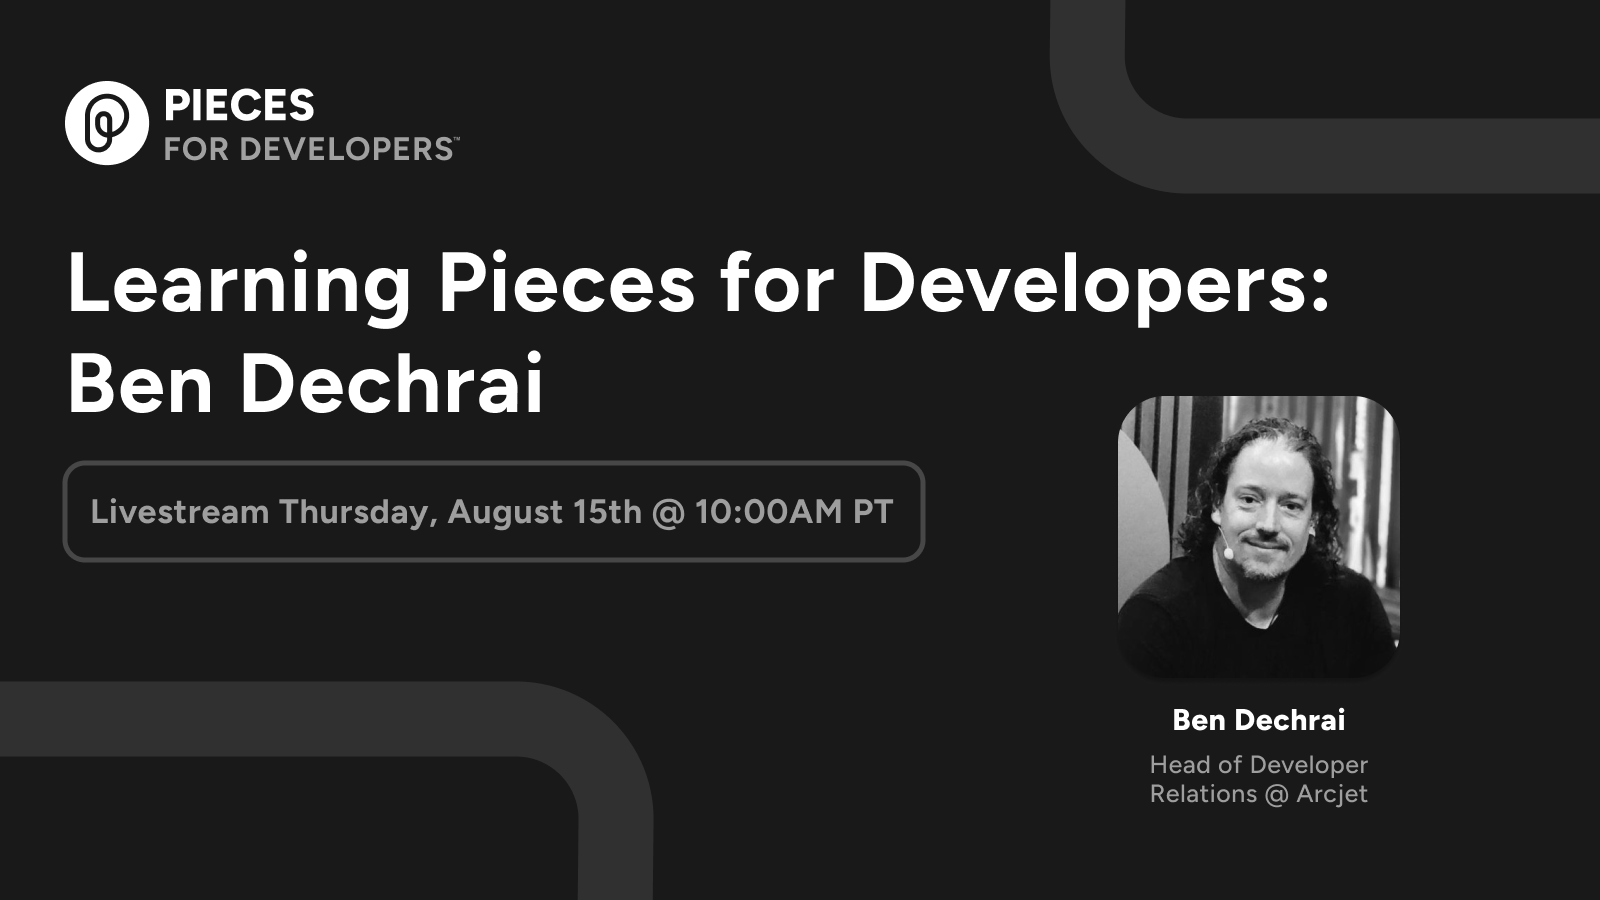 PIECES
FOR DEVELOPERS™
Learning Pieces for Developers:
Ben Dechrai
Livestream Thursday, August 15th @ 10:00AM PT
Ben Dechrai
Head of Developer
Relations @ Arcjet